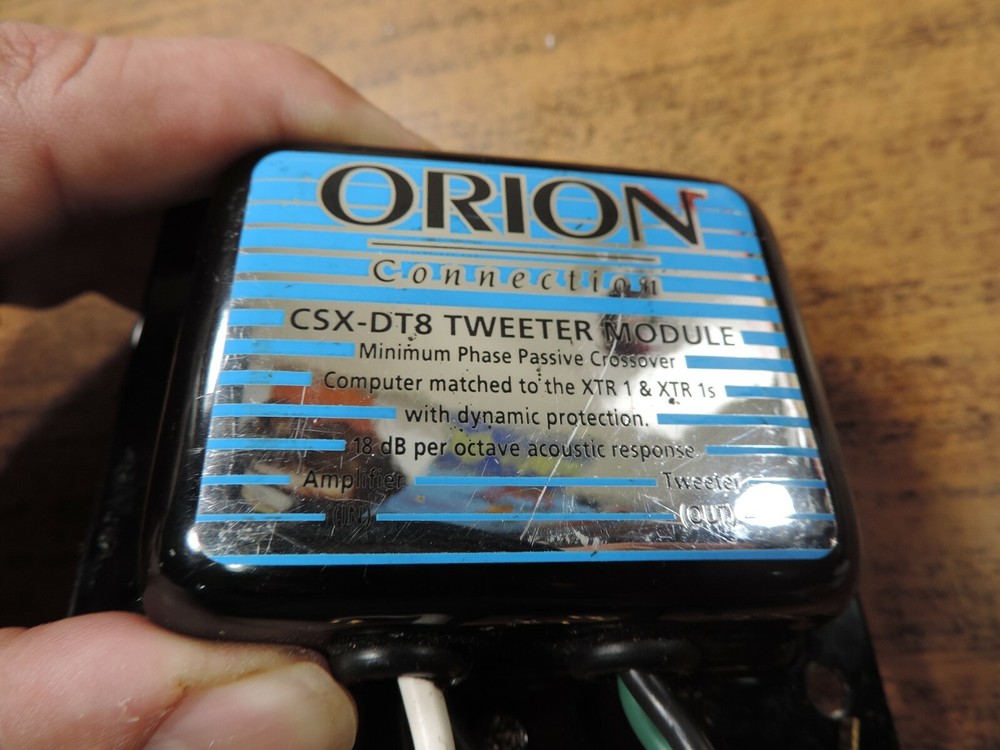 ORION
Connection
CSX-DT8 TWEETER MODULE
Minimum Phase Passive Crossover
Computer matched to the XTR 1 & XTR 1s
with dynamic protection.
18 dB per octave acoustic response.
Amplifier Tweeter
(IN) (OUT)